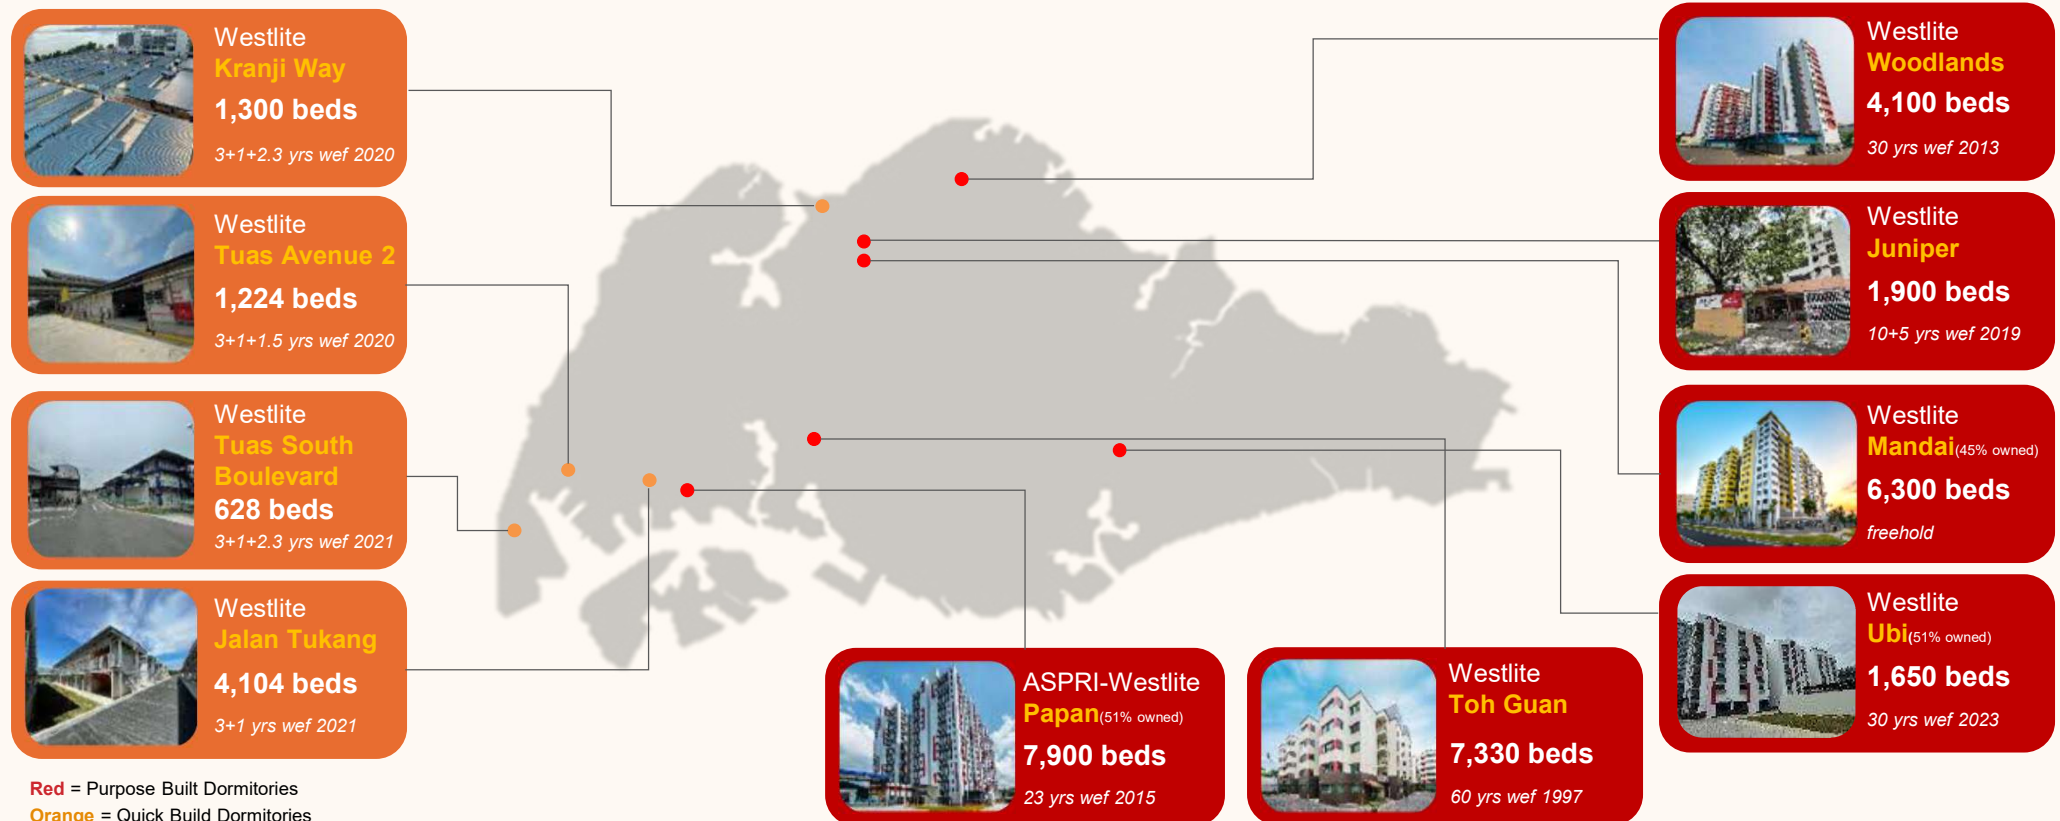 Westlite
Kranji Way
1,300 beds
3+1+2.3 yrs wef 2020
Westlite
Tuas Avenue 2
1,224 beds
3+1+1.5 yrs wef 2020
Westlite
Tuas South
Boulevard
628 beds
3+1+2.3 yrs wef 2021
Westlite
Jalan Tukang
4,104 beds
3+1 yrs wef 2021
Red = Purpose Built Dormitories
Orange = Quick Build Dormitories
ASPRI-Westlite
Papan(51% owned)
7,900 beds
23 yrs wef 2015
Westlite
Toh Guan
7,330 beds
60 yrs wef 1997
Westlite
Woodlands
4,100 beds
30 yrs wef 2013
Westlite
Juniper
1,900 beds
10+5 yrs wef 2019
Westlite
Mandai(45% owned)
6,300 beds
freehold
Westlite
Ubi(51% owned)
1,650 beds
30 yrs wef 2023